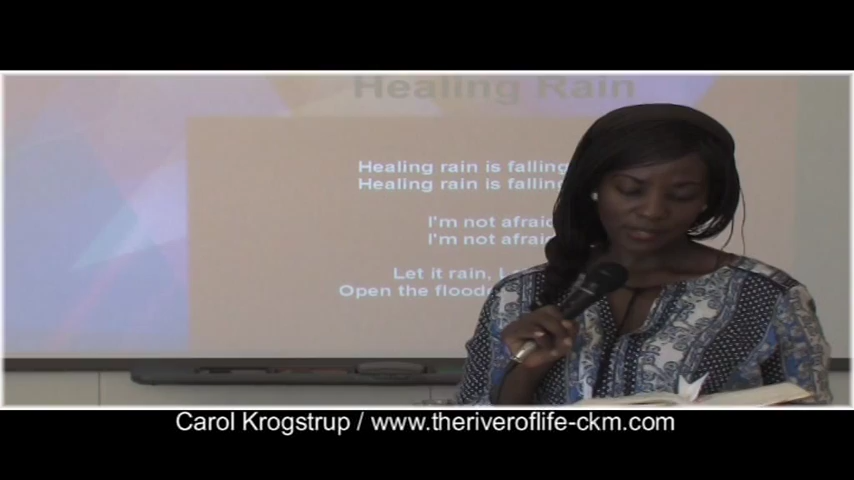 Healing Rain
Healing rain is falling
Healing rain is falling
I'm not afraid
I'm not afraid
Let it rain,
Open the
Carol Krogstrup / www.theriveroflife-ckm.com